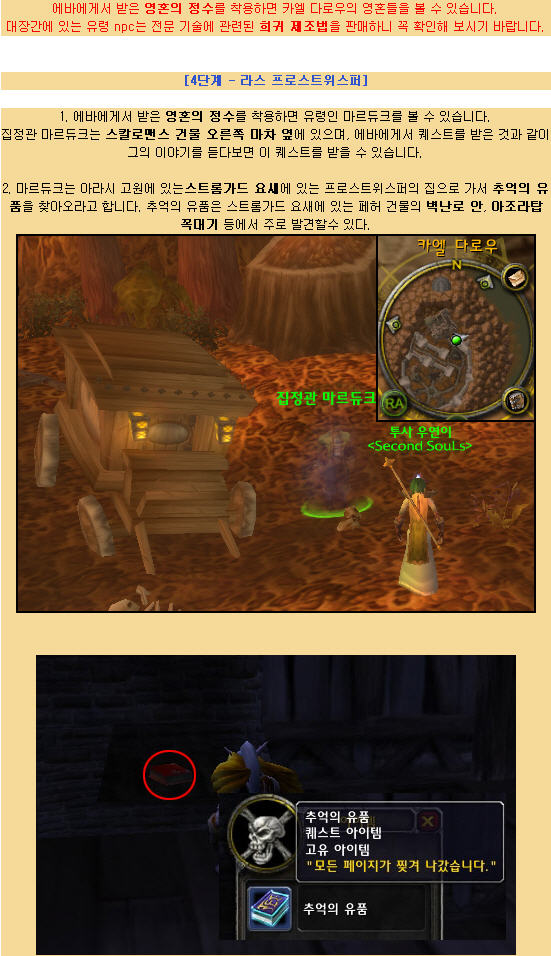 에바에게서 받은 영혼의 정수를 착용하면 카엘 다로우의 영혼들을 볼 수 있습니다.
대장간에 있는 유령 npc는 전문 기술에 관련된 희귀 제조법을 판매하니 꼭 확인해 보시기 바랍니다.
[4단계 - 라스 프로스트위스퍼]
1. 에바에게서 받은 영혼의 정수를 착용하면 유령인 마르듀크를 볼 수 있습니다.
집정관 마르듀크는 스칼로맨스 건물 오른쪽 마차 옆에 있으며, 에바에게서 퀘스트를 받은 것과 같이
그의 이야기를 듣다보면 이 퀘스트를 받을 수 있습니다.
2. 마르듀크는 아라시 고원에 있는스트롬가드 요새에 있는 프로스트위스퍼의 집으로 가서 추억의 유
품을 찾아오라고 합니다. 추억의 유품은 스트롬가드 요새에 있는 폐허 건물의 벽난로 안, 아조라탑
꼭대기 등에서 주로 발견할수 있다.
카엘 다로우
N
RA
집정관 마르듀크
투사 우연이
<Second SouLs>
추억의 유품
퀘스트 아이템
고유 아이템
"모든 페이지가 찢겨 나갔습니다."
추억의 유품